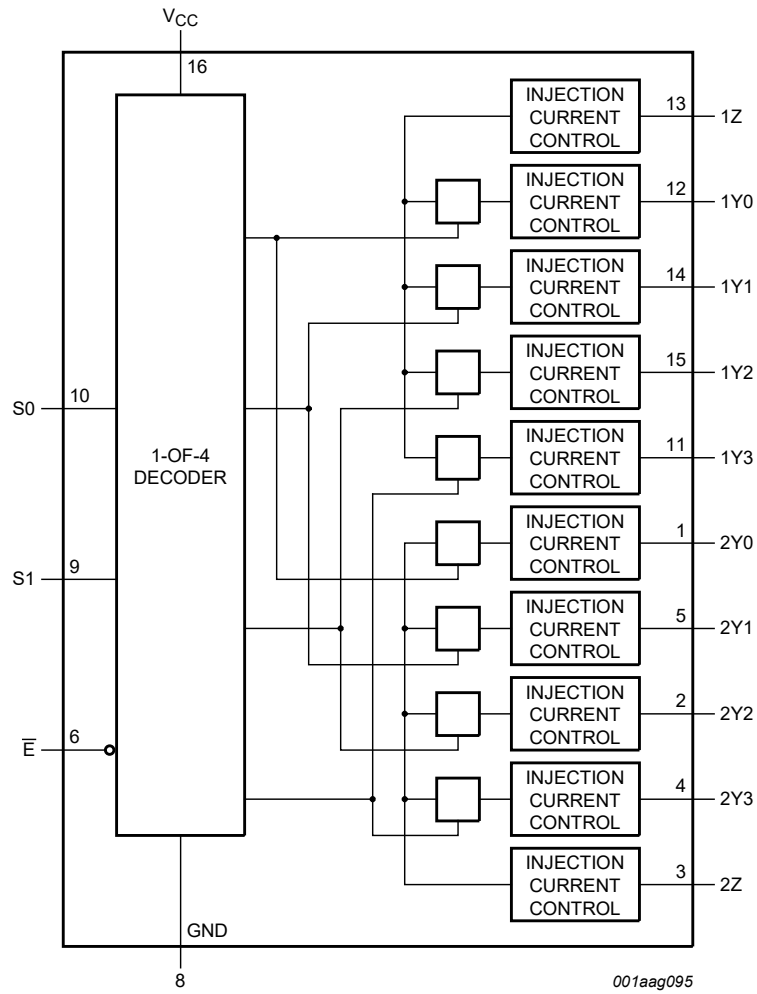 VCC
16
INJECTION
CURRENT
CONTROL
13
1Z
INJECTION
CURRENT
CONTROL
12
1Y0
INJECTION
CURRENT
CONTROL
14
1Y1
INJECTION
CURRENT
CONTROL
15
1Y2
S0
10
1-OF-4
DECODER
INJECTION
CURRENT
CONTROL
11
1Y3
INJECTION
CURRENT
CONTROL
1
2Y0
S1
9
INJECTION
CURRENT
CONTROL
5
2Y1
INJECTION
CURRENT
CONTROL
2
2Y2
E̅
6
INJECTION
CURRENT
CONTROL
4
2Y3
INJECTION
CURRENT
CONTROL
3
2Z
GND
8
001aag095